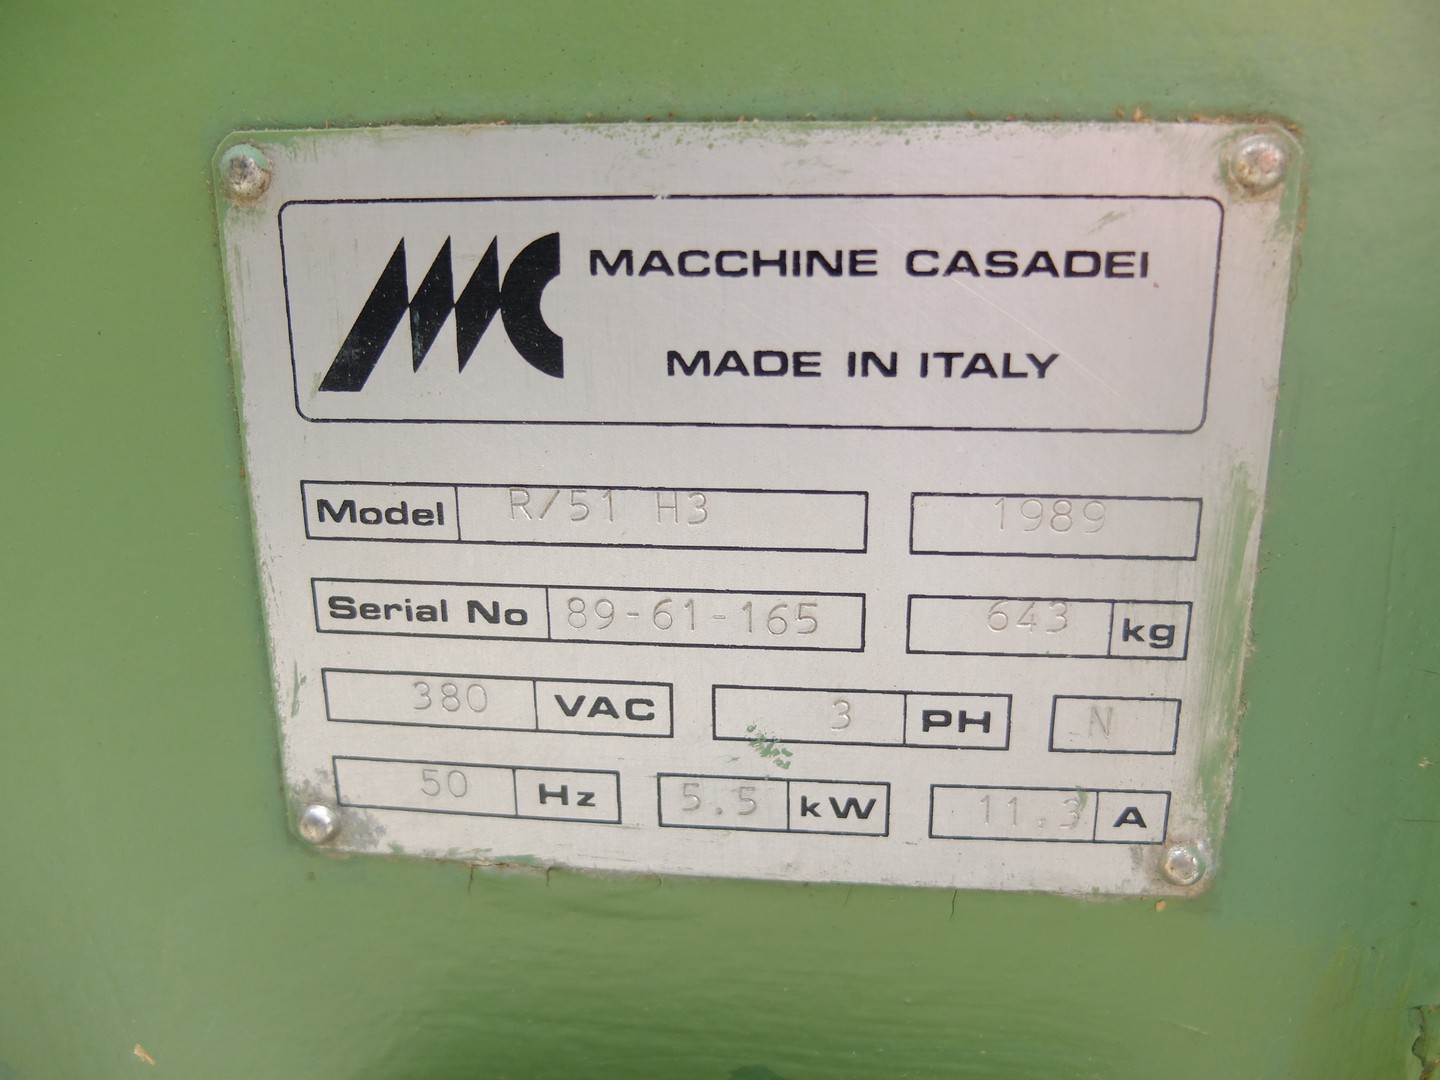 MC MACCHINE CASADEI
MADE IN ITALY
Model R/51 H3 1989
Serial No 89-61-165 643 kg
380 VAC 3 PH N
50 Hz 5.5 kW 11.3 A